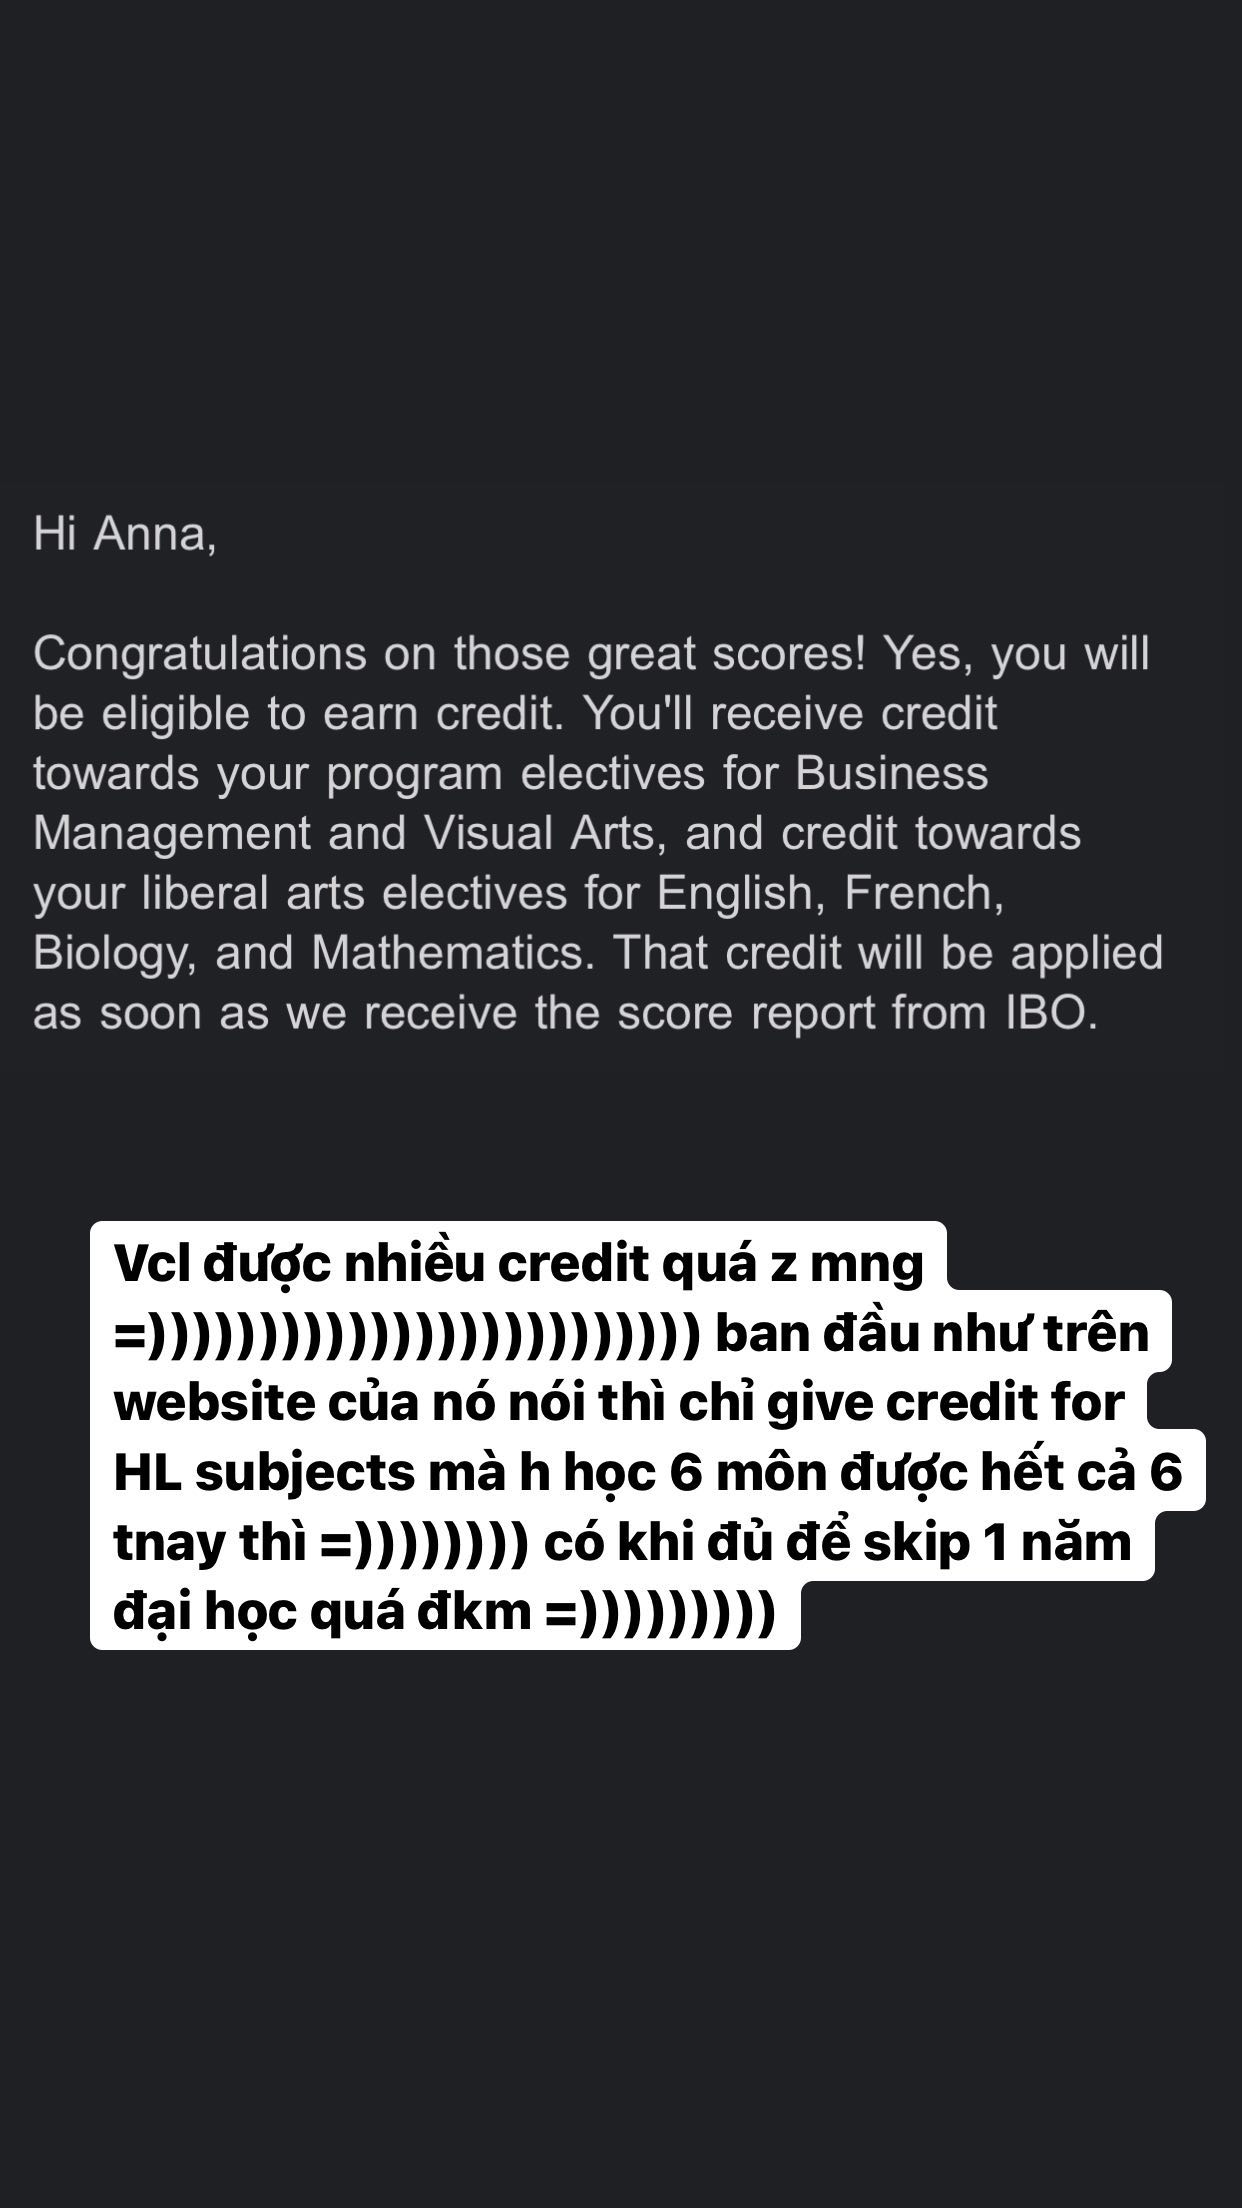 Hi Anna,
Congratulations on those great scores! Yes, you will
be eligible to earn credit. You'll receive credit
towards your program electives for Business
Management and Visual Arts, and credit towards
your liberal arts electives for English, French,
Biology, and Mathematics. That credit will be applied
as soon as we receive the score report from IBO.
Vcl được nhiều credit quá z mng
=))))))))))))))))))))))))) ban đầu như trên
website của nó nói thì chỉ give credit for
HL subjects mà h học 6 môn được hết cả 6
tnay thì =)))))))) có khi đủ để skip 1 năm
đại học quá đkm =)))))))))